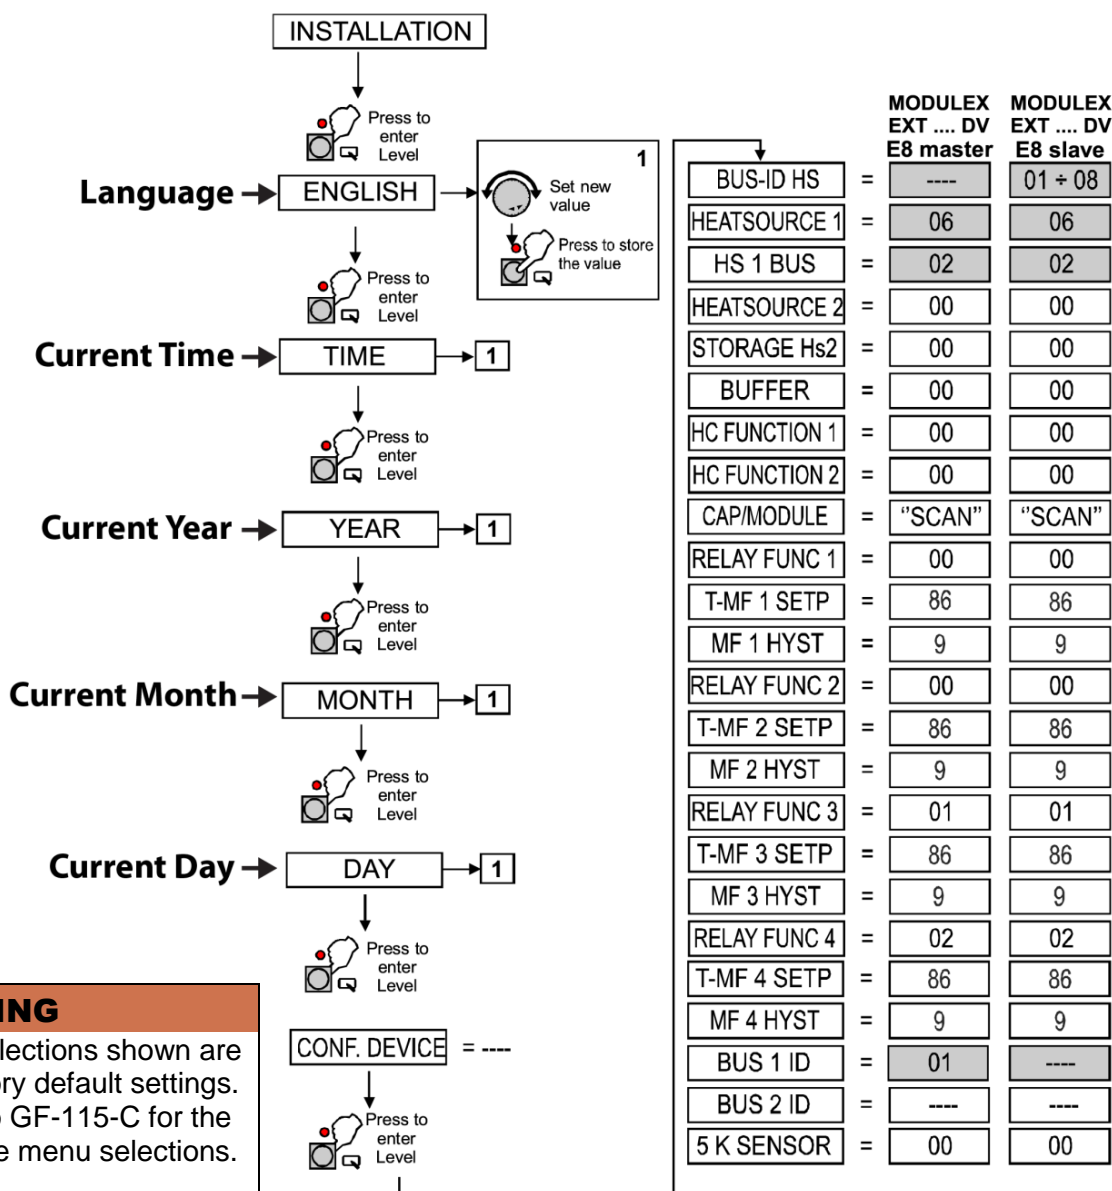 INSTALLATION
Press to
enter
Level
Language
ENGLISH
1
Set new
value
Press to store
the value
Press to
enter
Level
Current Time
TIME
1
Press to
enter
Level
Current Year
YEAR
1
Press to
enter
Level
Current Month
MONTH
1
Press to
enter
Level
Current Day
DAY
1
Press to
enter
Level
CONF. DEVICE = ----
Press to
enter
Level
ING
lections shown are
ory default settings.
GF-115-C for the
e menu selections.
MODULEX MODULEX
EXT .... DV EXT .... DV
E8 master E8 slave
BUS-ID HS = ---- 01 ÷ 08
HEATSOURCE 1 = 06 06
HS 1 BUS = 02 02
HEATSOURCE 2 = 00 00
STORAGE Hs2 = 00 00
BUFFER = 00 00
HC FUNCTION 1 = 00 00
HC FUNCTION 2 = 00 00
CAP/MODULE = ‘’SCAN” ‘’SCAN”
RELAY FUNC 1 = 00 00
T-MF 1 SETP = 86 86
MF 1 HYST = 9 9
RELAY FUNC 2 = 00 00
T-MF 2 SETP = 86 86
MF 2 HYST = 9 9
RELAY FUNC 3 = 01 01
T-MF 3 SETP = 86 86
MF 3 HYST = 9 9
RELAY FUNC 4 = 02 02
T-MF 4 SETP = 86 86
MF 4 HYST = 9 9
BUS 1 ID = 01 ----
BUS 2 ID = ---- ----
5 K SENSOR = 00 00